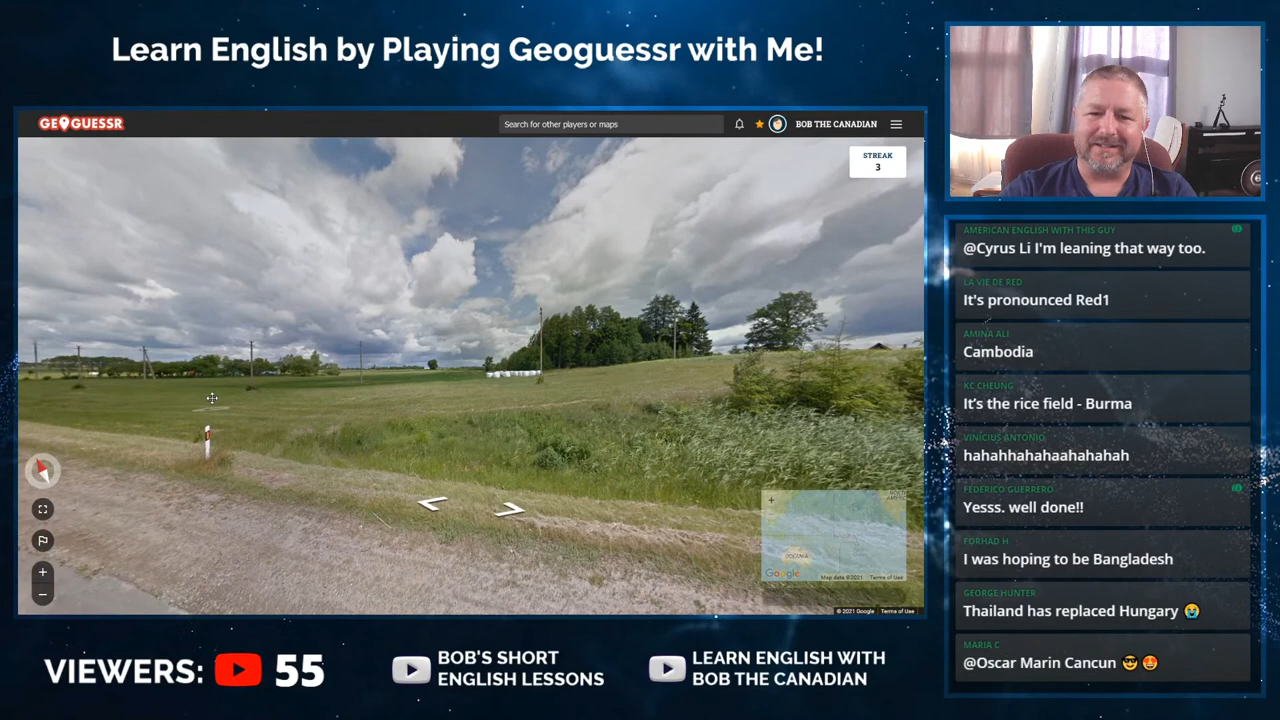 Learn English by Playing Geoguessr with Me!
GEOGUESSR
Search for other players or maps
BOB THE CANADIAN
STREAK
3
OCEANIA
Google
Map data ©2021
Terms of Use
© 2021 Google
Terms of Use
AMERICAN ENGLISH WITH THIS GUY
@Cyrus Li I'm leaning that way too.
LA VIE DE RED
It's pronounced Red1
AMINA ALI
Cambodia
KC CHEUNG
It's the rice field - Burma
VINÍCIUS ANTONIO
hahahhahahaahahahah
FEDERICO GUERRERO
Yesss. well done!!
FORHAD H
I was hoping to be Bangladesh
GEORGE HUNTER
Thailand has replaced Hungary 😭
MARIA C
@Oscar Marin Cancun 😎 🤩
VIEWERS: 55
BOB'S SHORT
ENGLISH LESSONS
LEARN ENGLISH WITH
BOB THE CANADIAN